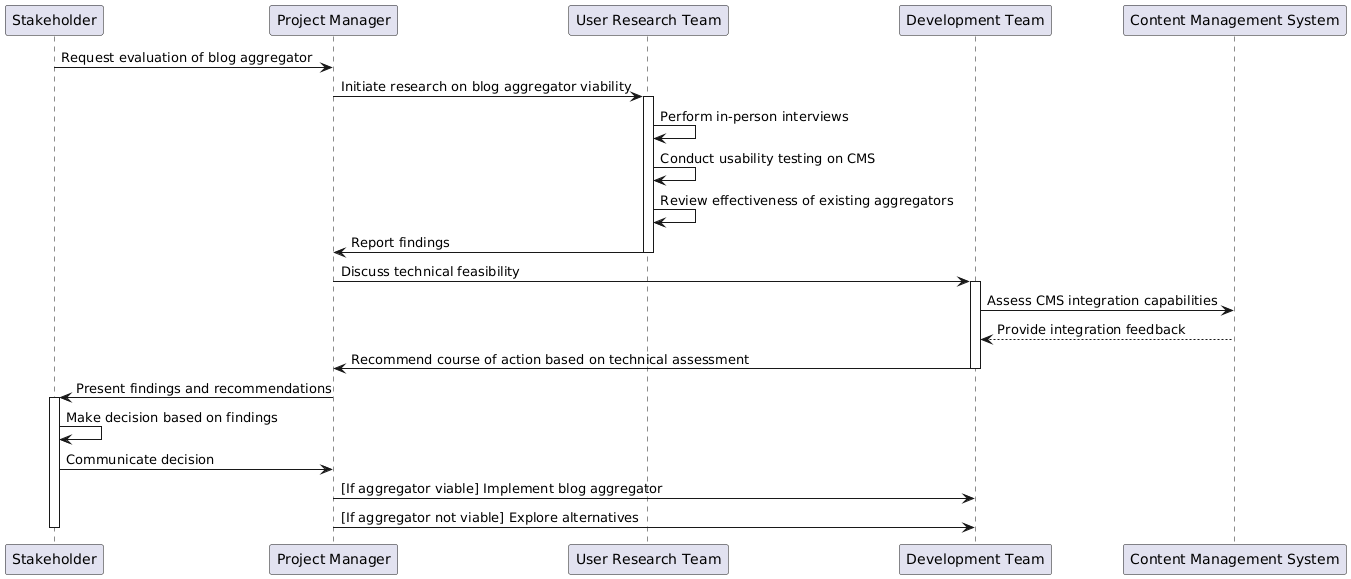 Stakeholder
Project Manager
User Research Team
Development Team
Content Management System
Request evaluation of blog aggregator
Initiate research on blog aggregator viability
Perform in-person interviews
Conduct usability testing on CMS
Review effectiveness of existing aggregators
Report findings
Discuss technical feasibility
Assess CMS integration capabilities
Provide integration feedback
Recommend course of action based on technical assessment
Present findings and recommendations
Make decision based on findings
Communicate decision
[If aggregator viable] Implement blog aggregator
[If aggregator not viable] Explore alternatives
Stakeholder
Project Manager
User Research Team
Development Team
Content Management System